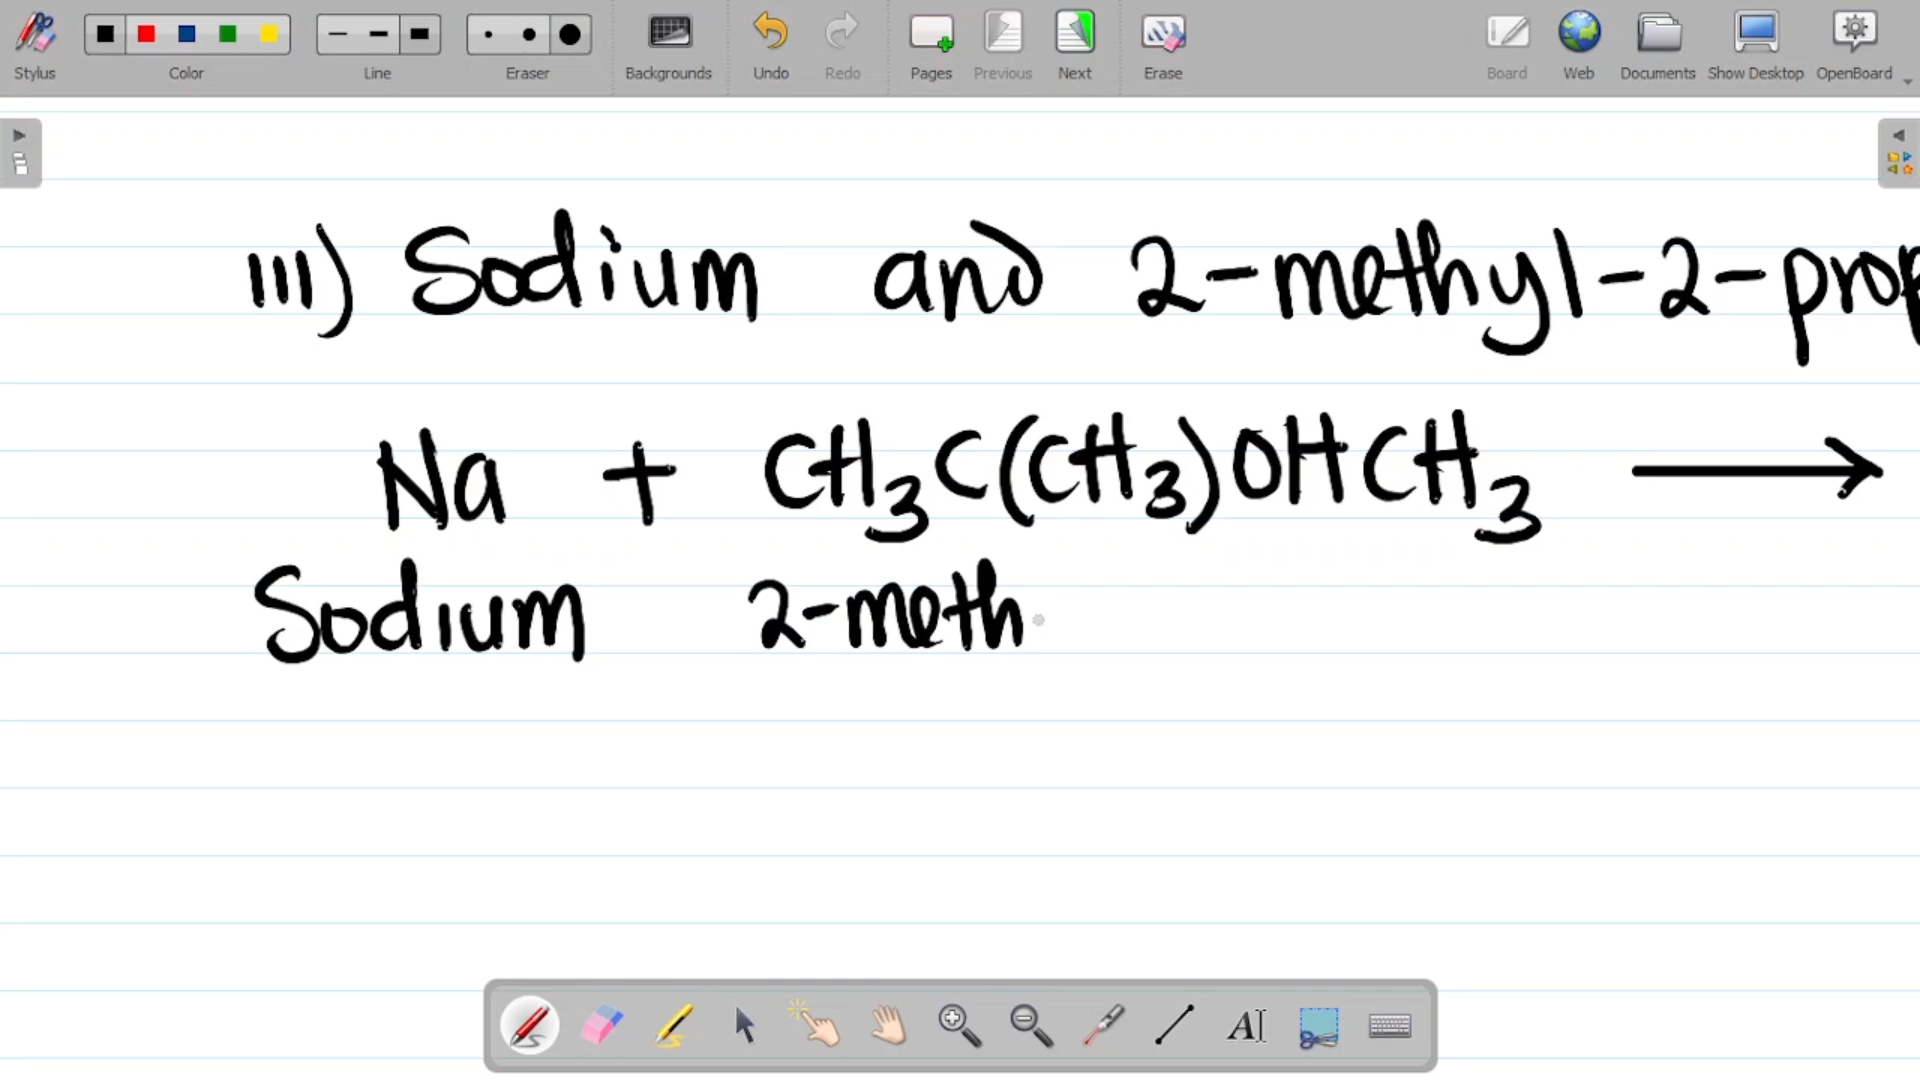 Stylus Color Line Eraser Backgrounds Undo Redo Pages Previous Next Erase Board Web Documents Show Desktop OpenBoard
III) Sodium and 2-methyl-2-prop
Na + CH3C(CH3)OHCH3 ⟶
Sodium 2-meth